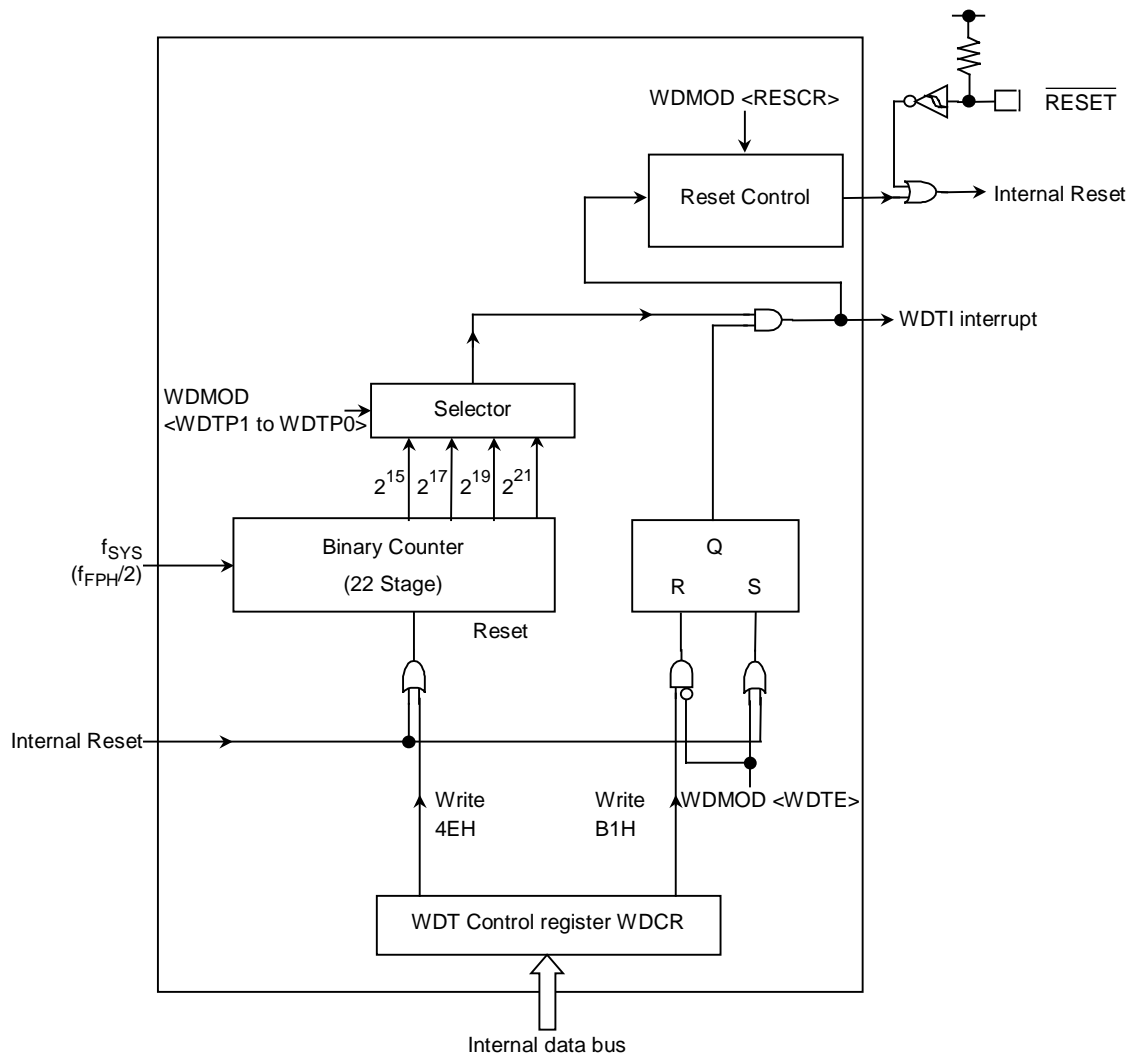 WDMOD <RESCR>
RESET
Reset Control
Internal Reset
WDTI interrupt
WDMOD
<WDTP1 to WDTP0>
Selector
2^15 2^17 2^19 2^21
fSYS
(fFPH/2)
Binary Counter
(22 Stage)
Q
R S
Reset
Internal Reset
Write
4EH
Write
B1H
WDMOD <WDTE>
WDT Control register WDCR
Internal data bus